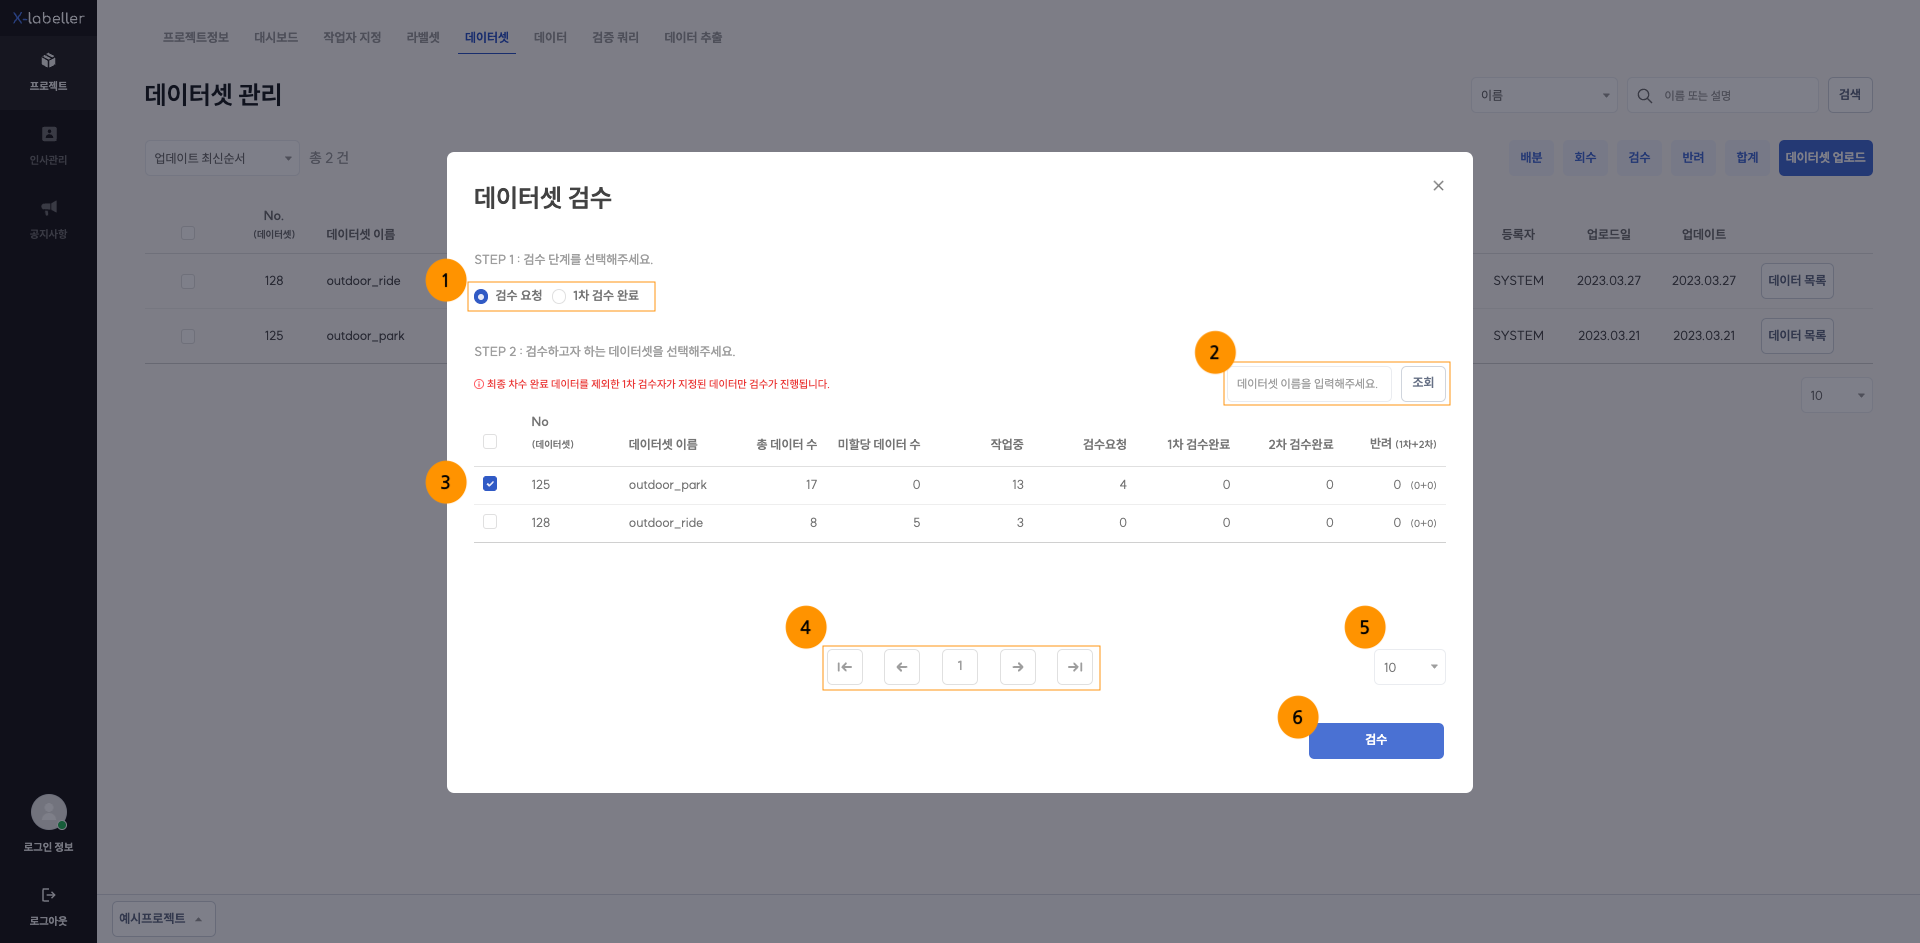 X-labeller
프로젝트정보 대시보드 작업자 지정 라벨셋 데이터셋 데이터 검증 쿼리 데이터 추출
프로젝트
인사관리
공지사항
데이터셋 관리
이름
이름 또는 설명
검색
업데이트 최신순서
총 2 건
배분 회수 검수 반려 합계 데이터셋 업로드
No.
(데이터셋)
데이터셋 이름
등록자 업로드일 업데이트
128 outdoor_ride
SYSTEM 2023.03.27 2023.03.27 데이터 목록
125 outdoor_park
SYSTEM 2023.03.21 2023.03.21 데이터 목록
10
데이터셋 검수
STEP 1 : 검수 단계를 선택해주세요.
1
검수 요청 1차 검수 완료
STEP 2 : 검수하고자 하는 데이터셋을 선택해주세요.
2
최종 차수 완료 데이터를 제외한 1차 검수자가 지정된 데이터만 검수가 진행됩니다.
데이터셋 이름을 입력해주세요. 조회
No
(데이터셋)
데이터셋 이름 총 데이터 수 미할당 데이터 수 작업중 검수요청 1차 검수완료 2차 검수완료 반려 (1차+2차)
3
125 outdoor_park 17 0 13 4 0 0 0 (0+0)
128 outdoor_ride 8 5 3 0 0 0 0 (0+0)
4
1
5
10
6
검수
로그인 정보
로그아웃
예시프로젝트